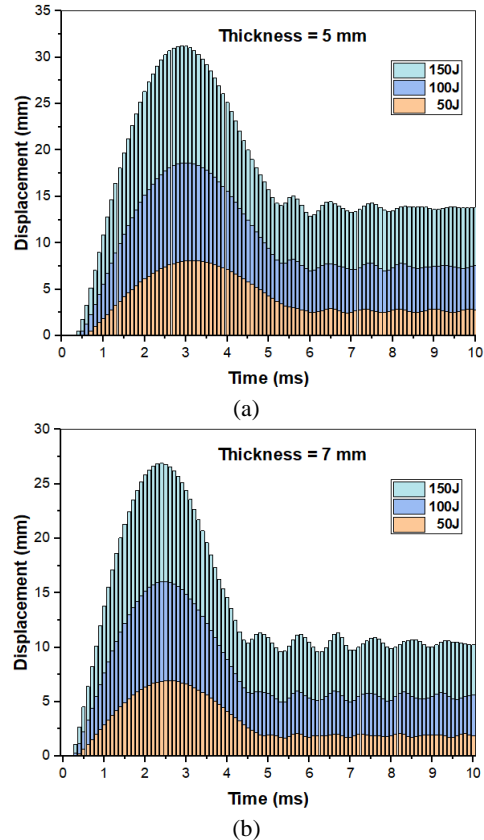 35
30
25
20
15
10
5
0
Displacement (mm)
Thickness = 5 mm
150J
100J
50J
0 1 2 3 4 5 6 7 8 9 10
Time (ms)
(a)
30
25
20
15
10
5
0
Displacement (mm)
Thickness = 7 mm
150J
100J
50J
0 1 2 3 4 5 6 7 8 9 10
Time (ms)
(b)